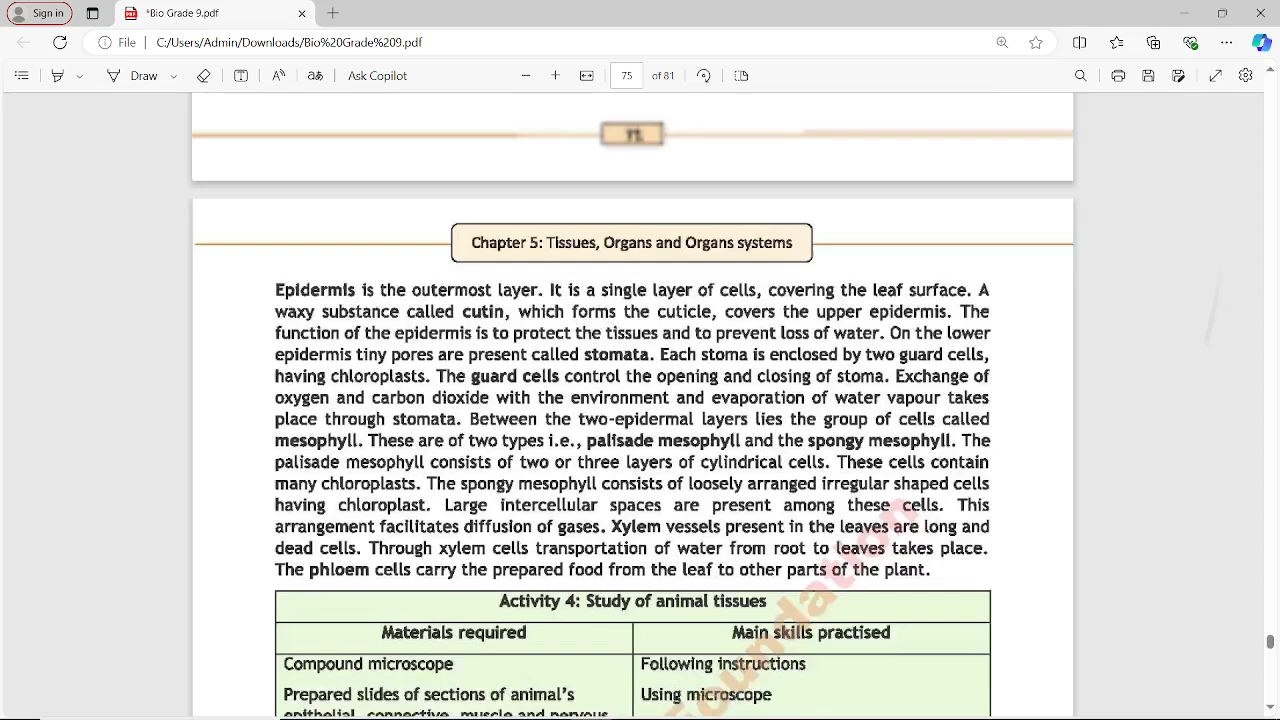 Sign in
*Bio Grade 9.pdf
File
C:/Users/Admin/Downloads/Bio%20Grade%209.pdf
Draw
Ask Copilot
75
of 81
Chapter 5: Tissues, Organs and Organs systems
Epidermis is the outermost layer. It is a single layer of cells, covering the leaf surface. A
waxy substance called cutin, which forms the cuticle, covers the upper epidermis. The
function of the epidermis is to protect the tissues and to prevent loss of water. On the lower
epidermis tiny pores are present called stomata. Each stoma is enclosed by two guard cells,
having chloroplasts. The guard cells control the opening and closing of stoma. Exchange of
oxygen and carbon dioxide with the environment and evaporation of water vapour takes
place through stomata. Between the two-epidermal layers lies the group of cells called
mesophyll. These are of two types i.e., palisade mesophyll and the spongy mesophyll. The
palisade mesophyll consists of two or three layers of cylindrical cells. These cells contain
many chloroplasts. The spongy mesophyll consists of loosely arranged irregular shaped cells
having chloroplast. Large intercellular spaces are present among these cells. This
arrangement facilitates diffusion of gases. Xylem vessels present in the leaves are long and
dead cells. Through xylem cells transportation of water from root to leaves takes place.
The phloem cells carry the prepared food from the leaf to other parts of the plant.
Activity 4: Study of animal tissues
Materials required
Main skills practised
Compound microscope
Following instructions
Prepared slides of sections of animal's
Using microscope
epithelial, connective, muscle and nervous
oundation